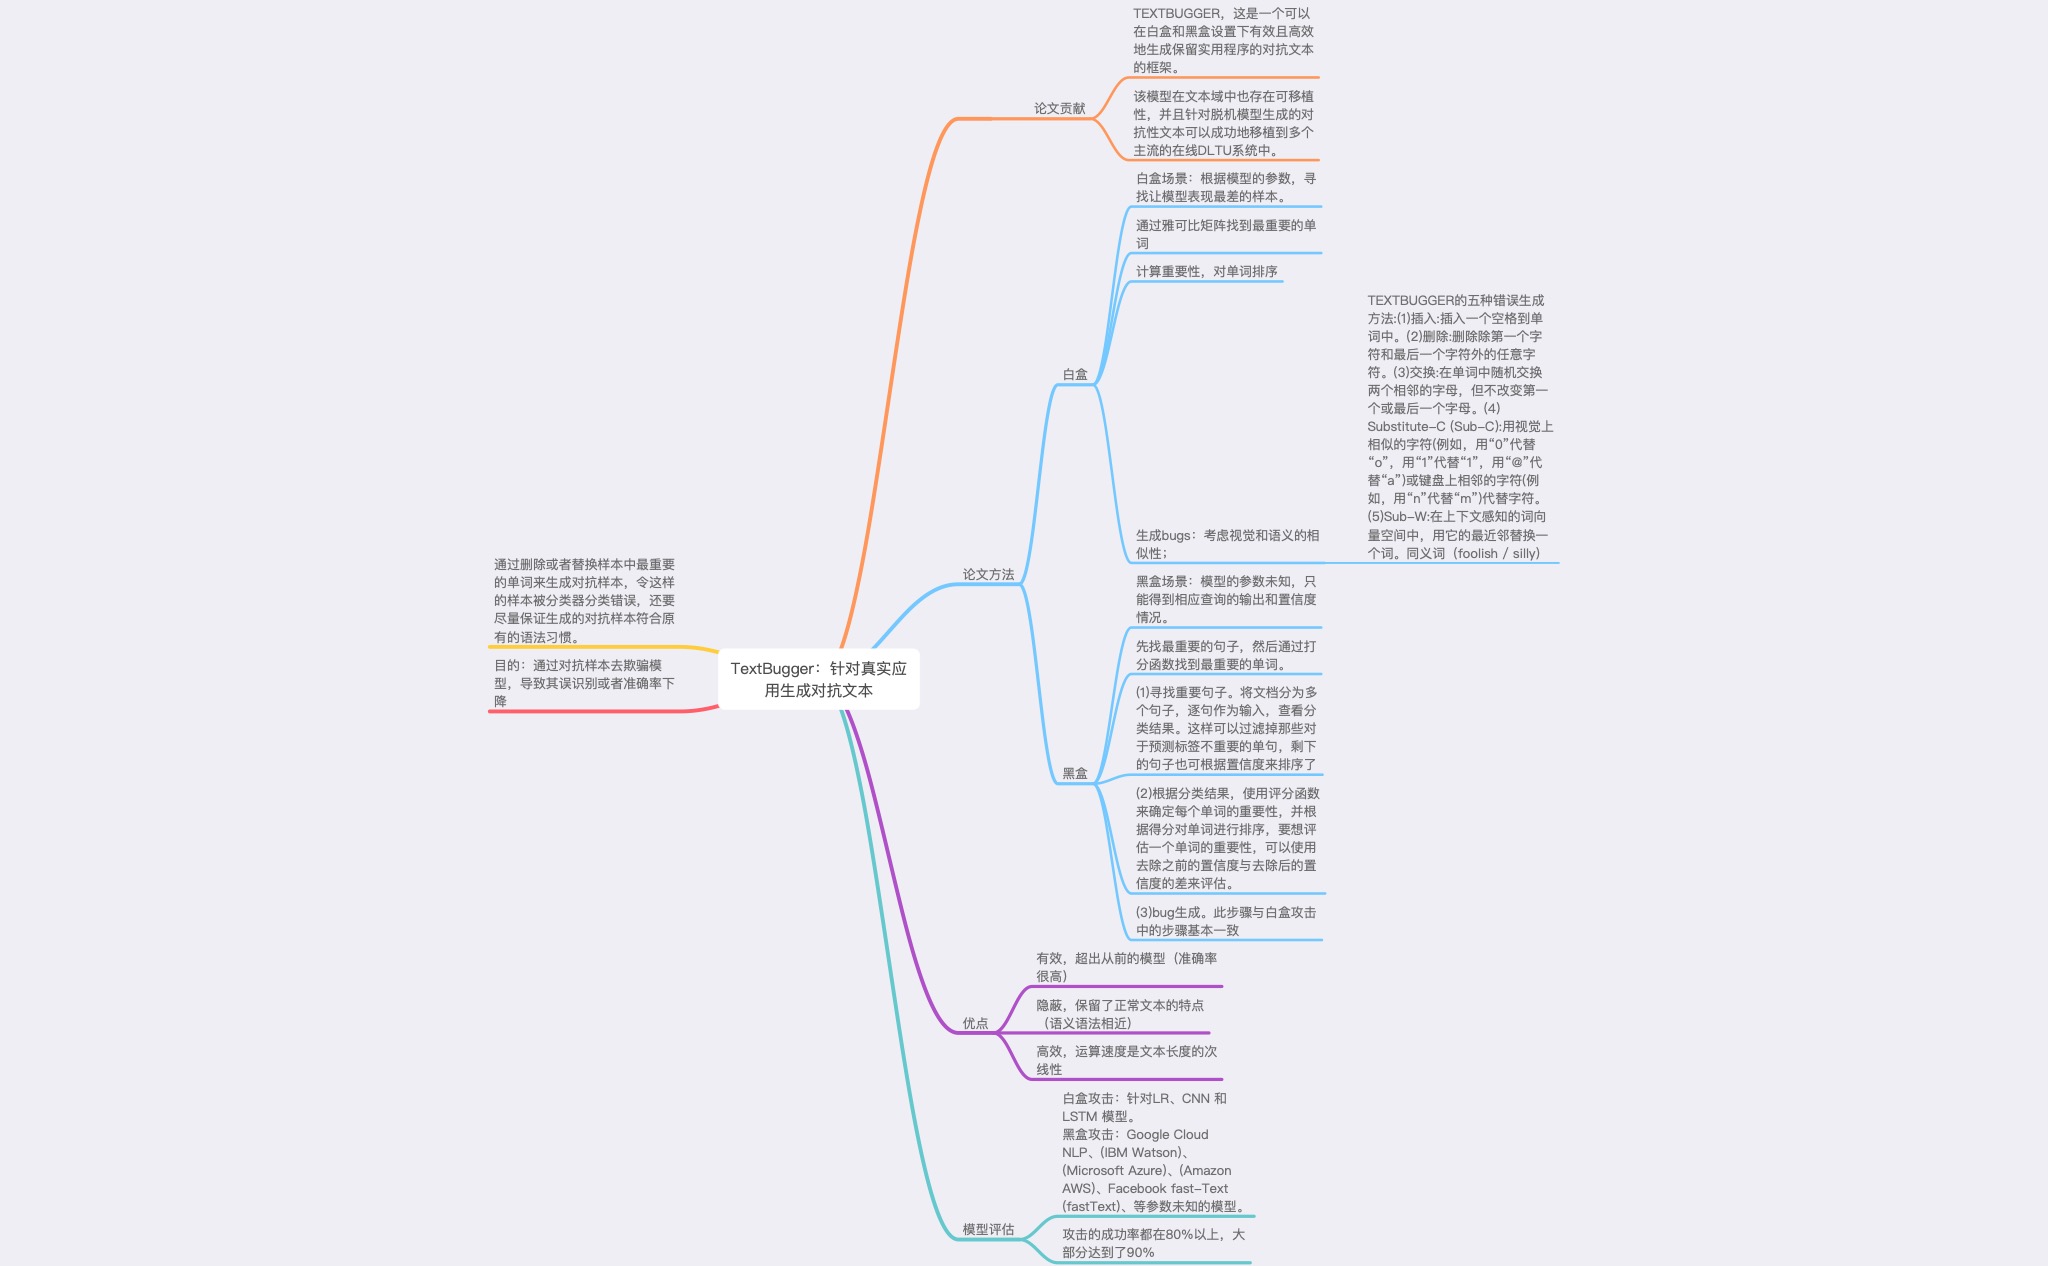 TextBugger：针对真实应
用生成对抗文本
TEXTBUGGER，这是一个可以
在白盒和黑盒设置下有效且高效
地生成保留实用程序的对抗文本
的框架。
论文贡献
该模型在文本域中也存在可移植
性，并且针对脱机模型生成的对
抗性文本可以成功地移植到多个
主流的在线DLTU系统中。
论文方法
白盒
白盒场景：根据模型的参数，寻
找让模型表现最差的样本。
通过雅可比矩阵找到最重要的单
词
计算重要性，对单词排序
生成bugs：考虑视觉和语义的相
似性；
TEXTBUGGER的五种错误生成
方法:(1)插入:插入一个空格到单
词中。(2)删除:删除除第一个字
符和最后一个字符外的任意字
符。(3)交换:在单词中随机交换
两个相邻的字母，但不改变第一
个或最后一个字母。(4)
Substitute-C (Sub-C):用视觉上
相似的字符(例如，用“0”代替
“o”，用“1”代替“1”，用“@”代
替“a”)或键盘上相邻的字符(例
如，用“n”代替“m”)代替字符。
(5)Sub-W:在上下文感知的词向
量空间中，用它的最近邻替换一
个词。同义词（foolish / silly）
黑盒
黑盒场景：模型的参数未知，只
能得到相应查询的输出和置信度
情况。
先找最重要的句子，然后通过打
分函数找到最重要的单词。
(1)寻找重要句子。将文档分为多
个句子，逐句作为输入，查看分
类结果。这样可以过滤掉那些对
于预测标签不重要的单句，剩下
的句子也可根据置信度来排序了
(2)根据分类结果，使用评分函数
来确定每个单词的重要性，并根
据得分对单词进行排序，要想评
估一个单词的重要性，可以使用
去除之前的置信度与去除后的置
信度的差来评估。
(3)bug生成。此步骤与白盒攻击
中的步骤基本一致
优点
有效，超出从前的模型（准确率
很高）
隐蔽，保留了正常文本的特点
（语义语法相近）
高效，运算速度是文本长度的次
线性
模型评估
白盒攻击：针对LR、CNN 和
LSTM 模型。
黑盒攻击：Google Cloud
NLP、(IBM Watson)、
(Microsoft Azure)、(Amazon
AWS)、Facebook fast-Text
(fastText)、等参数未知的模型。
攻击的成功率都在80%以上，大
部分达到了90%
通过删除或者替换样本中最重要
的单词来生成对抗样本，令这样
的样本被分类器分类错误，还要
尽量保证生成的对抗样本符合原
有的语法习惯。
目的：通过对抗样本去欺骗模
型，导致其误识别或者准确率下
降